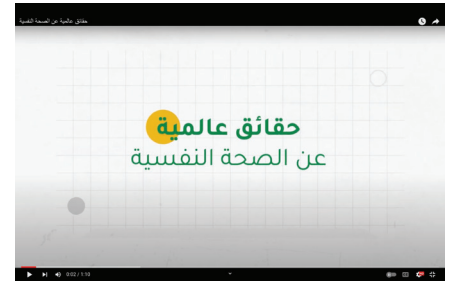 حقائق عالمية عن الصحة النفسية
حقائق عالمية
عن الصحة النفسية
0:02 / 1:10